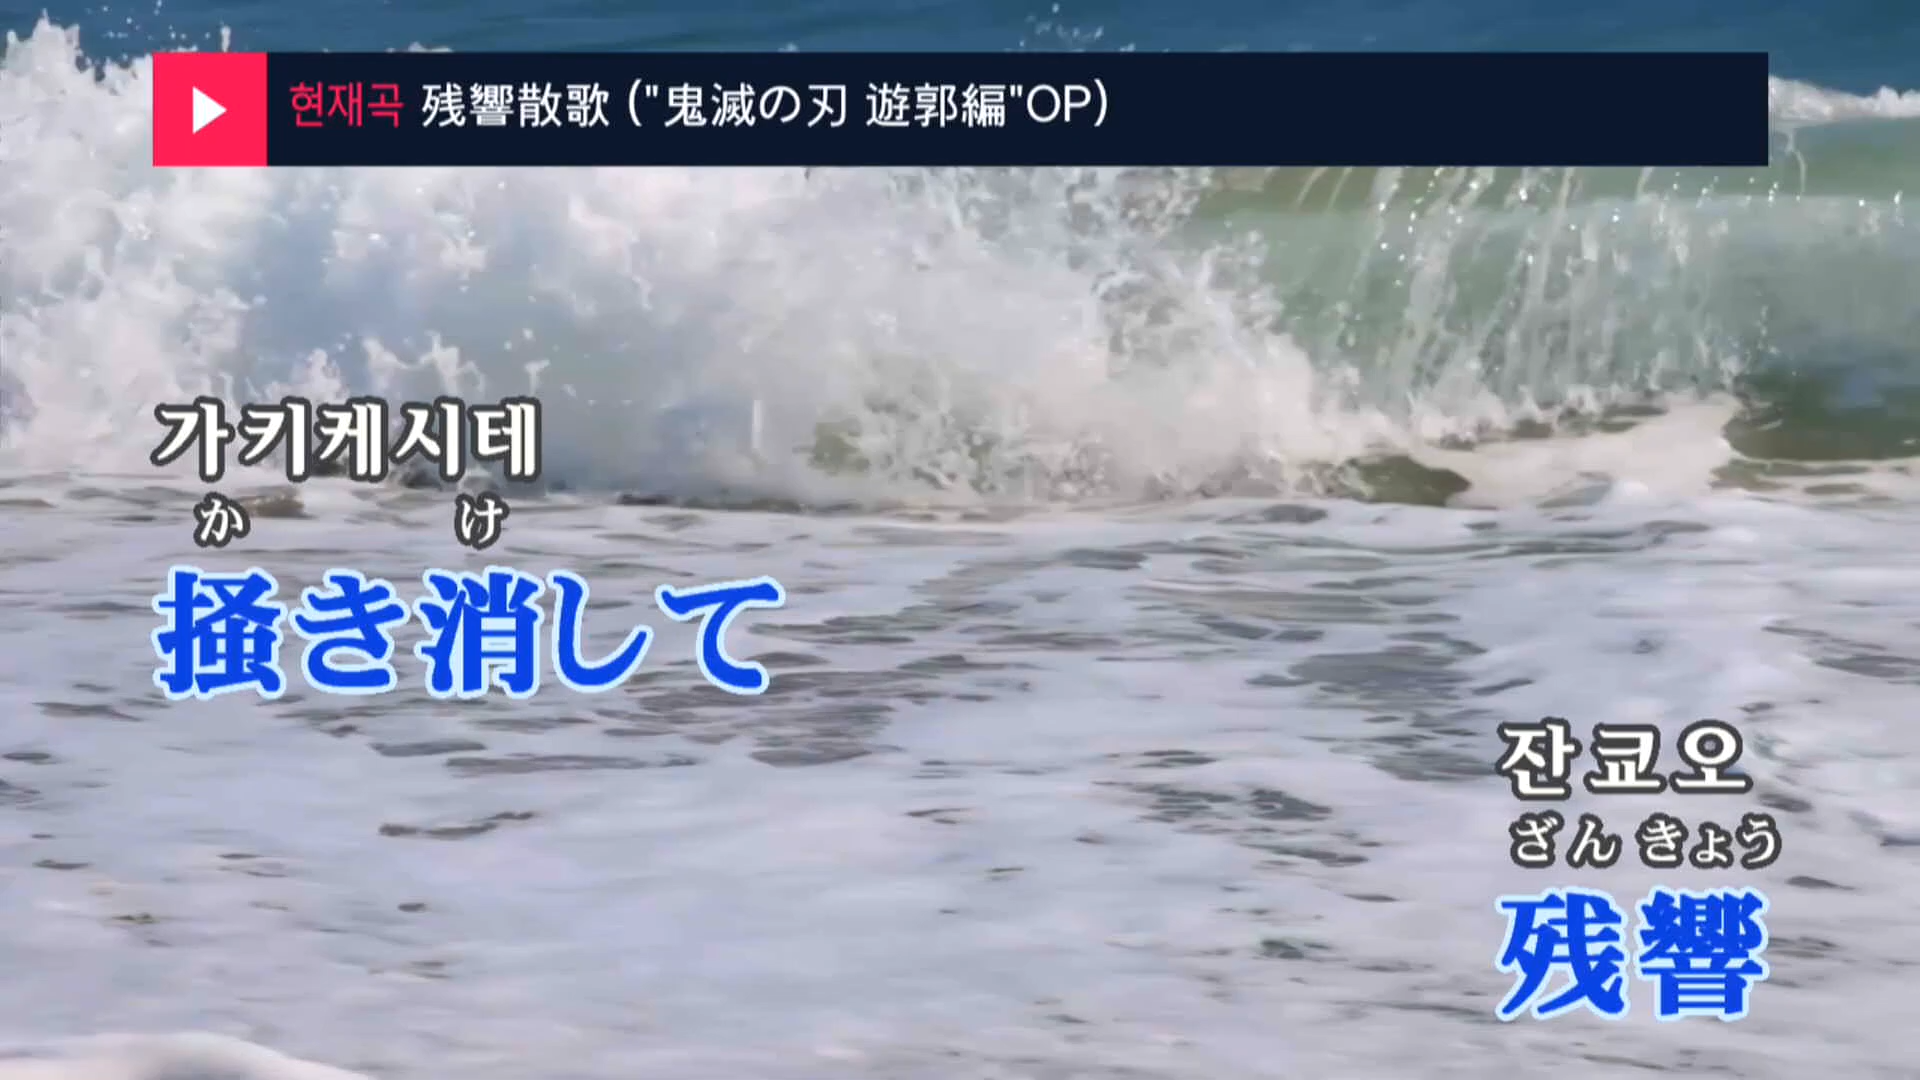 현재곡 残響散歌 ("鬼滅の刃 遊郭編"OP)
가키케시테
か け
掻き消して
잔쿄오
ざん きょう
残響